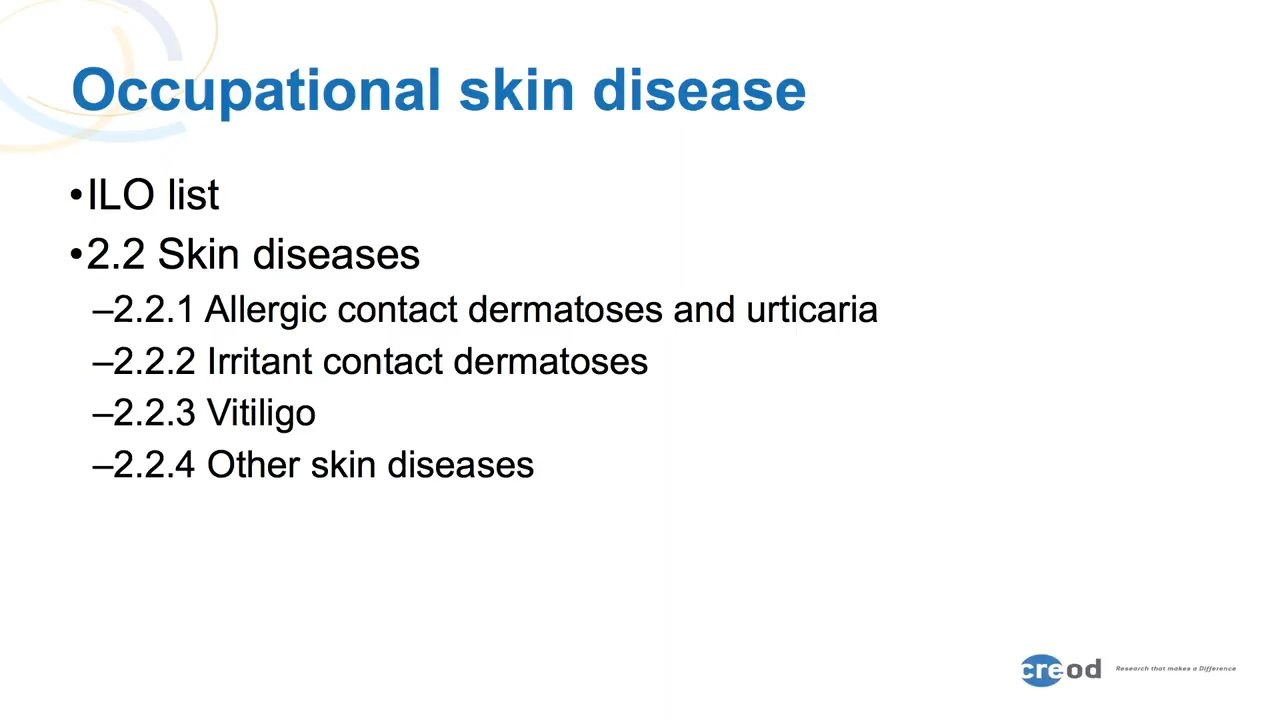 Occupational skin disease
•ILO list
•2.2 Skin diseases
–2.2.1 Allergic contact dermatoses and urticaria
–2.2.2 Irritant contact dermatoses
–2.2.3 Vitiligo
–2.2.4 Other skin diseases
creod Research that makes a Difference